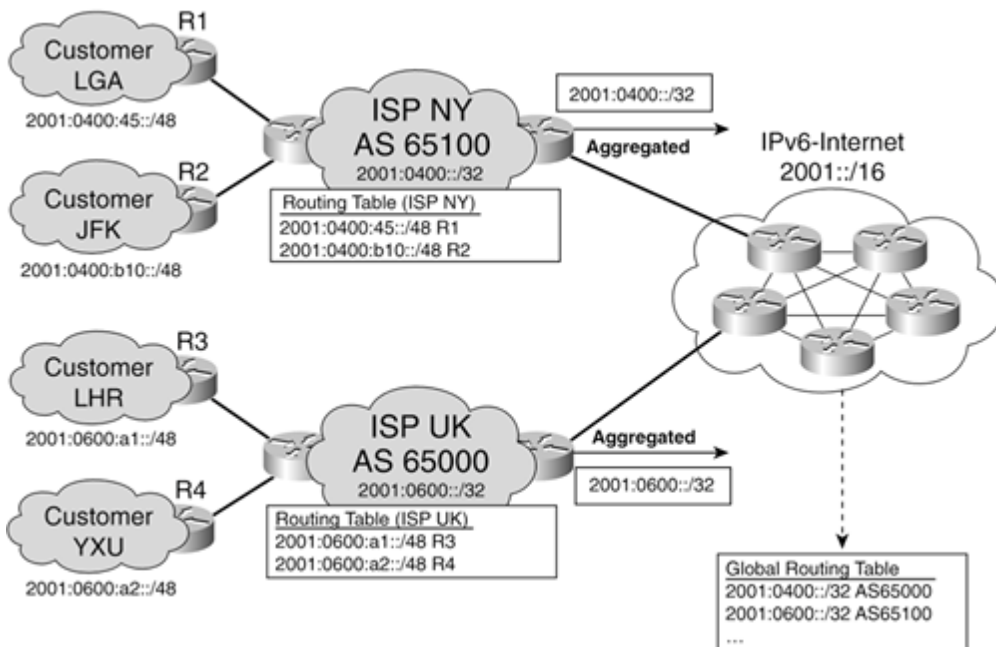 R1
Customer
LGA
2001:0400:45::/48
R2
Customer
JFK
2001:0400:b10::/48
ISP NY
AS 65100
2001:0400::/32
Routing Table (ISP NY)
2001:0400:45::/48 R1
2001:0400:b10::/48 R2
2001:0400::/32
Aggregated
IPv6-Internet
2001::/16
R3
Customer
LHR
2001:0600:a1::/48
R4
Customer
YXU
2001:0600:a2::/48
ISP UK
AS 65000
2001:0600::/32
Routing Table (ISP UK)
2001:0600:a1::/48 R3
2001:0600:a2::/48 R4
Aggregated
2001:0600::/32
Global Routing Table
2001:0400::/32 AS65000
2001:0600::/32 AS65100
...